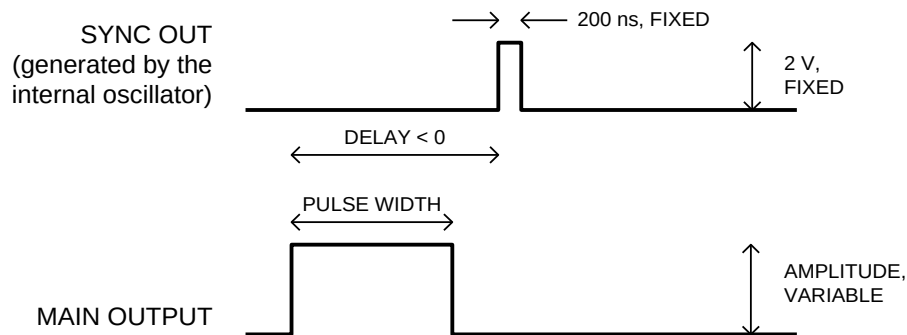 SYNC OUT
(generated by the
internal oscillator)
200 ns, FIXED
2 V,
FIXED
DELAY < 0
PULSE WIDTH
MAIN OUTPUT
AMPLITUDE,
VARIABLE